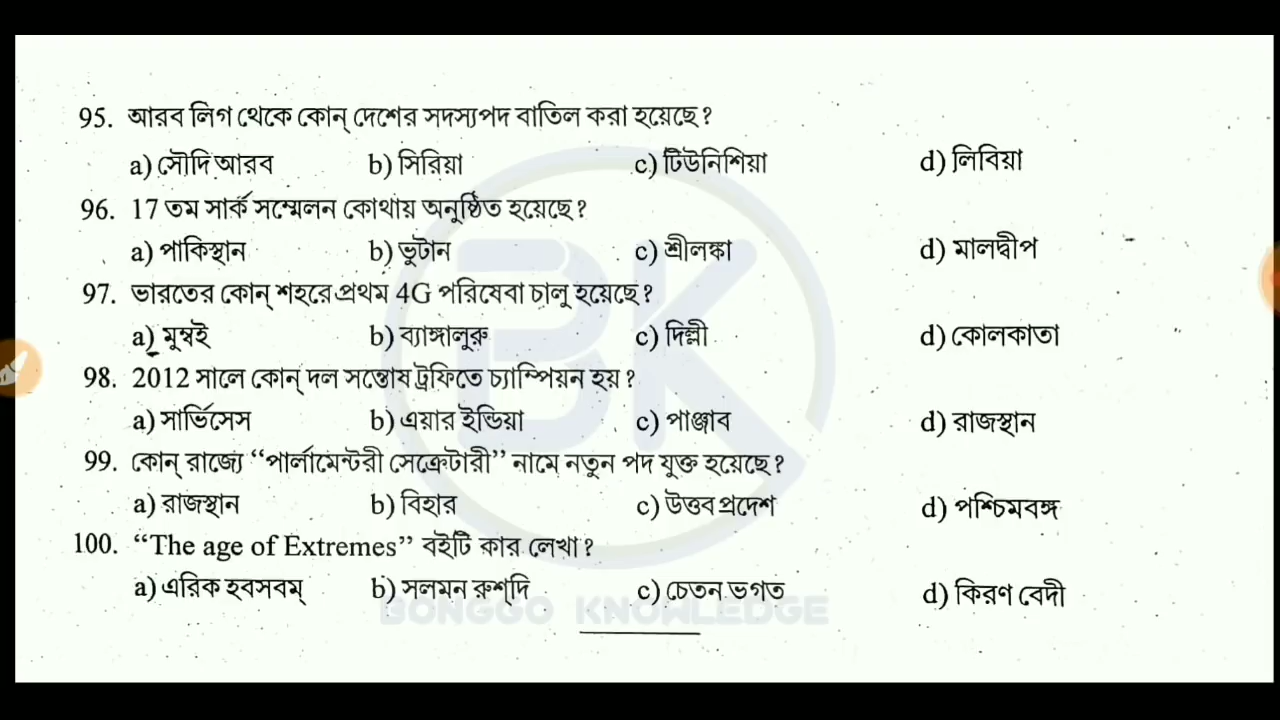 95. আরব লিগ থেকে কোন্ দেশের সদস্যপদ বাতিল করা হয়েছে?
a) সৌদি আরব b) সিরিয়া c) টিউনিশিয়া d) লিবিয়া
96. 17 তম সার্ক সম্মেলন কোথায় অনুষ্ঠিত হয়েছে?
a) পাকিস্থান b) ভুটান c) শ্রীলঙ্কা d) মালদ্বীপ
97. ভারতের কোন্ শহরে প্রথম 4G পরিষেবা চালু হয়েছে?
a) মুম্বই b) ব্যাঙ্গালুরু c) দিল্লী d) কোলকাতা
98. 2012 সালে কোন্ দল সন্তোষ ট্রফিতে চ্যাম্পিয়ন হয়?
a) সার্ভিসেস b) এয়ার ইন্ডিয়া c) পাঞ্জাব d) রাজস্থান
99. কোন্ রাজ্যে “পার্লামেন্টরী সেক্রেটারী” নামে নতুন পদ যুক্ত হয়েছে?
a) রাজস্থান b) বিহার c) উত্তব প্রদেশ d) পশ্চিমবঙ্গ
100. “The age of Extremes” বইটি কার লেখা?
a) এরিক হবসবম্ b) সলমন রুশ্দি c) চেতন ভগত d) কিরণ বেদী
BONGGO KNOWLEDGE